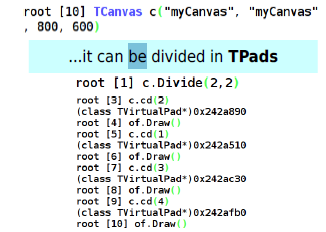 root [10] TCanvas c("myCanvas", "myCanvas"
, 800, 600)
...it can be divided in TPads
root [1] c.Divide(2,2)
root [3] c.cd(2)
(class TVirtualPad*)0x242a890
root [4] of.Draw()
root [5] c.cd(1)
(class TVirtualPad*)0x242a510
root [6] of.Draw()
root [7] c.cd(3)
(class TVirtualPad*)0x242ac30
root [8] of.Draw()
root [9] c.cd(4)
(class TVirtualPad*)0x242afb0
root [10] of.Draw()